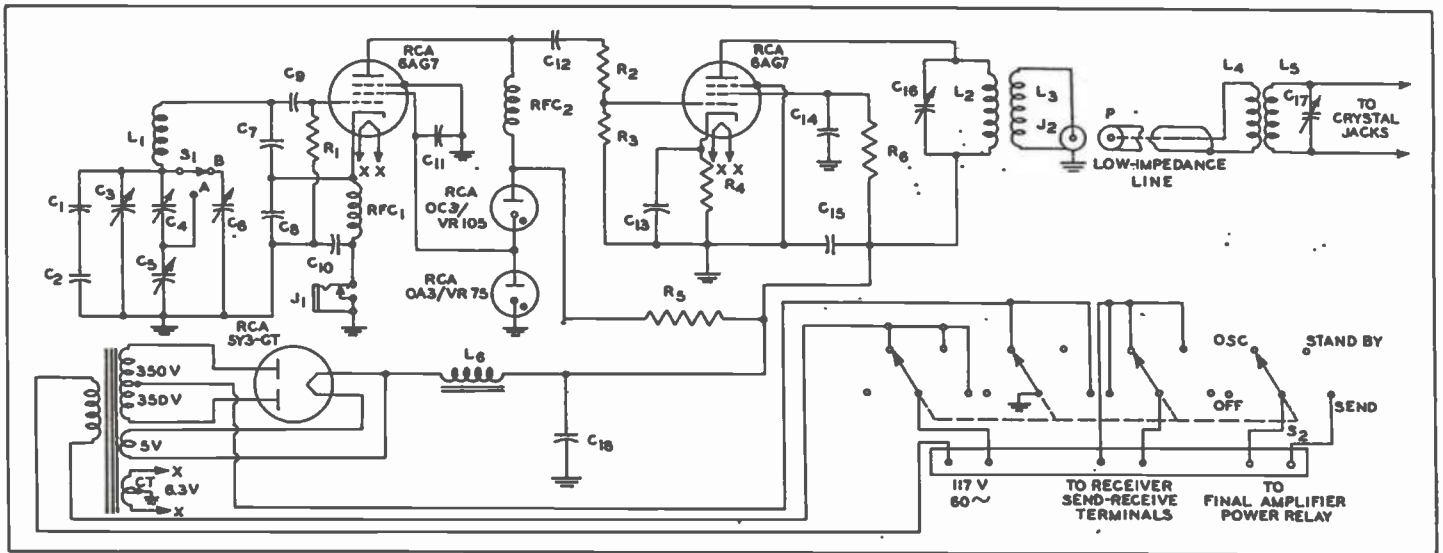 RCA
6AG7
C12
R2
RCA
6AG7
C9
L1
C7
R1
C11
RFC2
R3
C14
R6
C16
L2
L3
J2
P
L4
L5
C17
TO
CRYSTAL
JACKS
LOW-IMPEDANCE
LINE
S1
B
A
X X
X X
R4
C1
C3
C4
C6
C8
RFC1
C13
C15
RCA
OC3/
VR105
C2
C5
C10
J1
RCA
OA3/VR75
R5
RCA
5Y3-GT
350V
350V
5V
CT
6.3V
X
X
L6
C18
OSC
STAND BY
OFF
SEND
S2
117 V
60~
TO RECEIVER
SEND-RECEIVE
TERMINALS
TO
FINAL AMPLIFIER
POWER RELAY